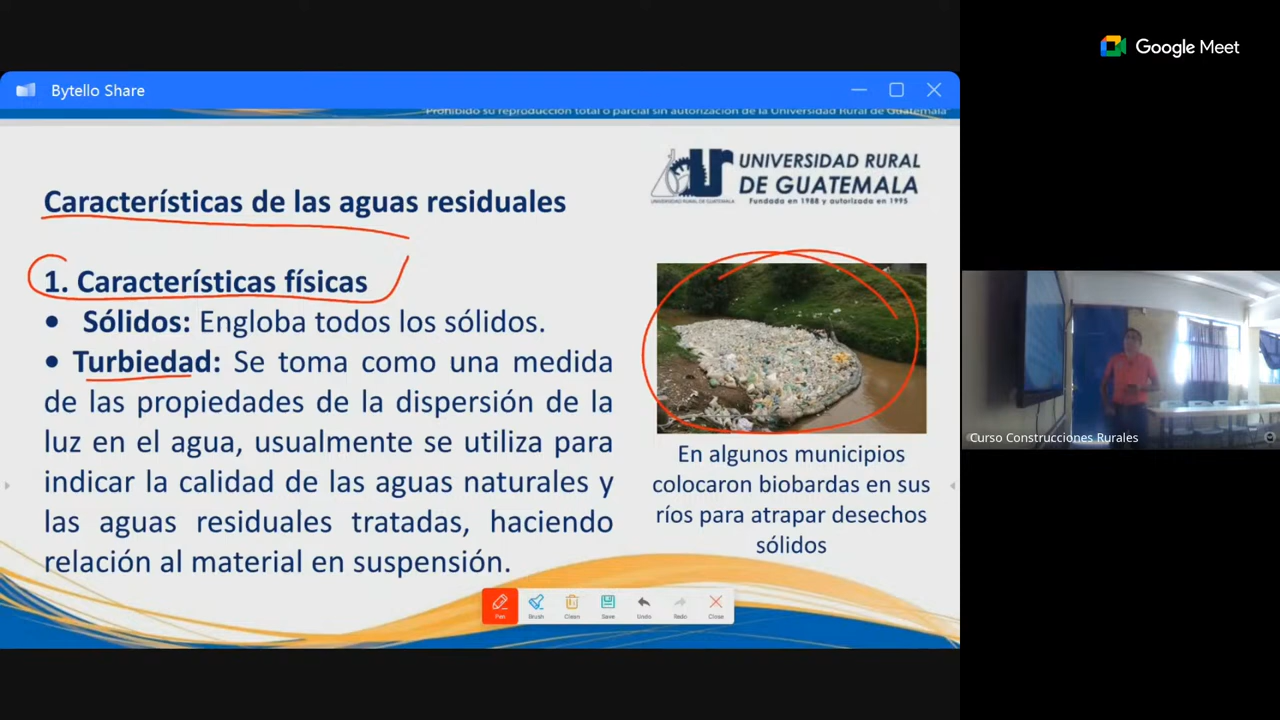 Google Meet
Bytello Share
Prohibido su reproducción total o parcial sin autorización de la Universidad Rural de Guatemala
UNIVERSIDAD RURAL
DE GUATEMALA
UNIVERSIDAD RURAL DE GUATEMALA
Fundada en 1988 y autorizada en 1995
Características de las aguas residuales
1. Características físicas
• Sólidos: Engloba todos los sólidos.
• Turbiedad: Se toma como una medida
de las propiedades de la dispersión de la
luz en el agua, usualmente se utiliza para
indicar la calidad de las aguas naturales y
las aguas residuales tratadas, haciendo
relación al material en suspensión.
En algunos municipios
colocaron biobardas en sus
ríos para atrapar desechos
sólidos
Pen Brush Clean Save Undo Redo Close
Curso Construcciones Rurales